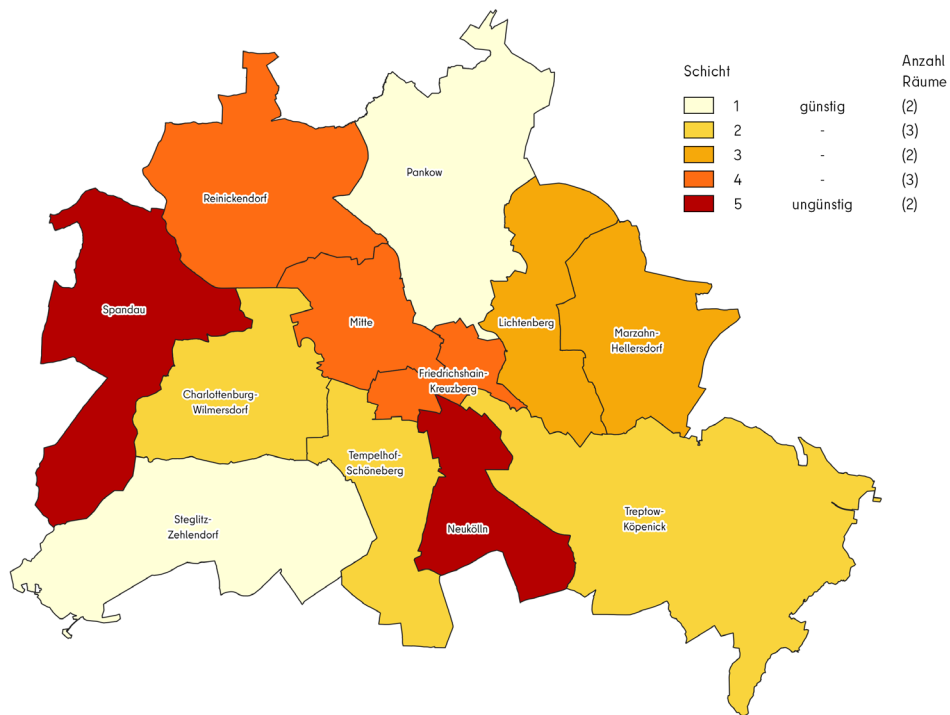 Schicht
Anzahl
Räume
1 günstig (2)
2 - (3)
3 - (2)
4 - (3)
5 ungünstig (2)
Pankow
Reinickendorf
Spandau
Mitte
Lichtenberg
Marzahn-
Hellersdorf
Friedrichshain-
Kreuzberg
Charlottenburg-
Wilmersdorf
Tempelhof-
Schöneberg
Steglitz-
Zehlendorf
Neukölln
Treptow-
Köpenick